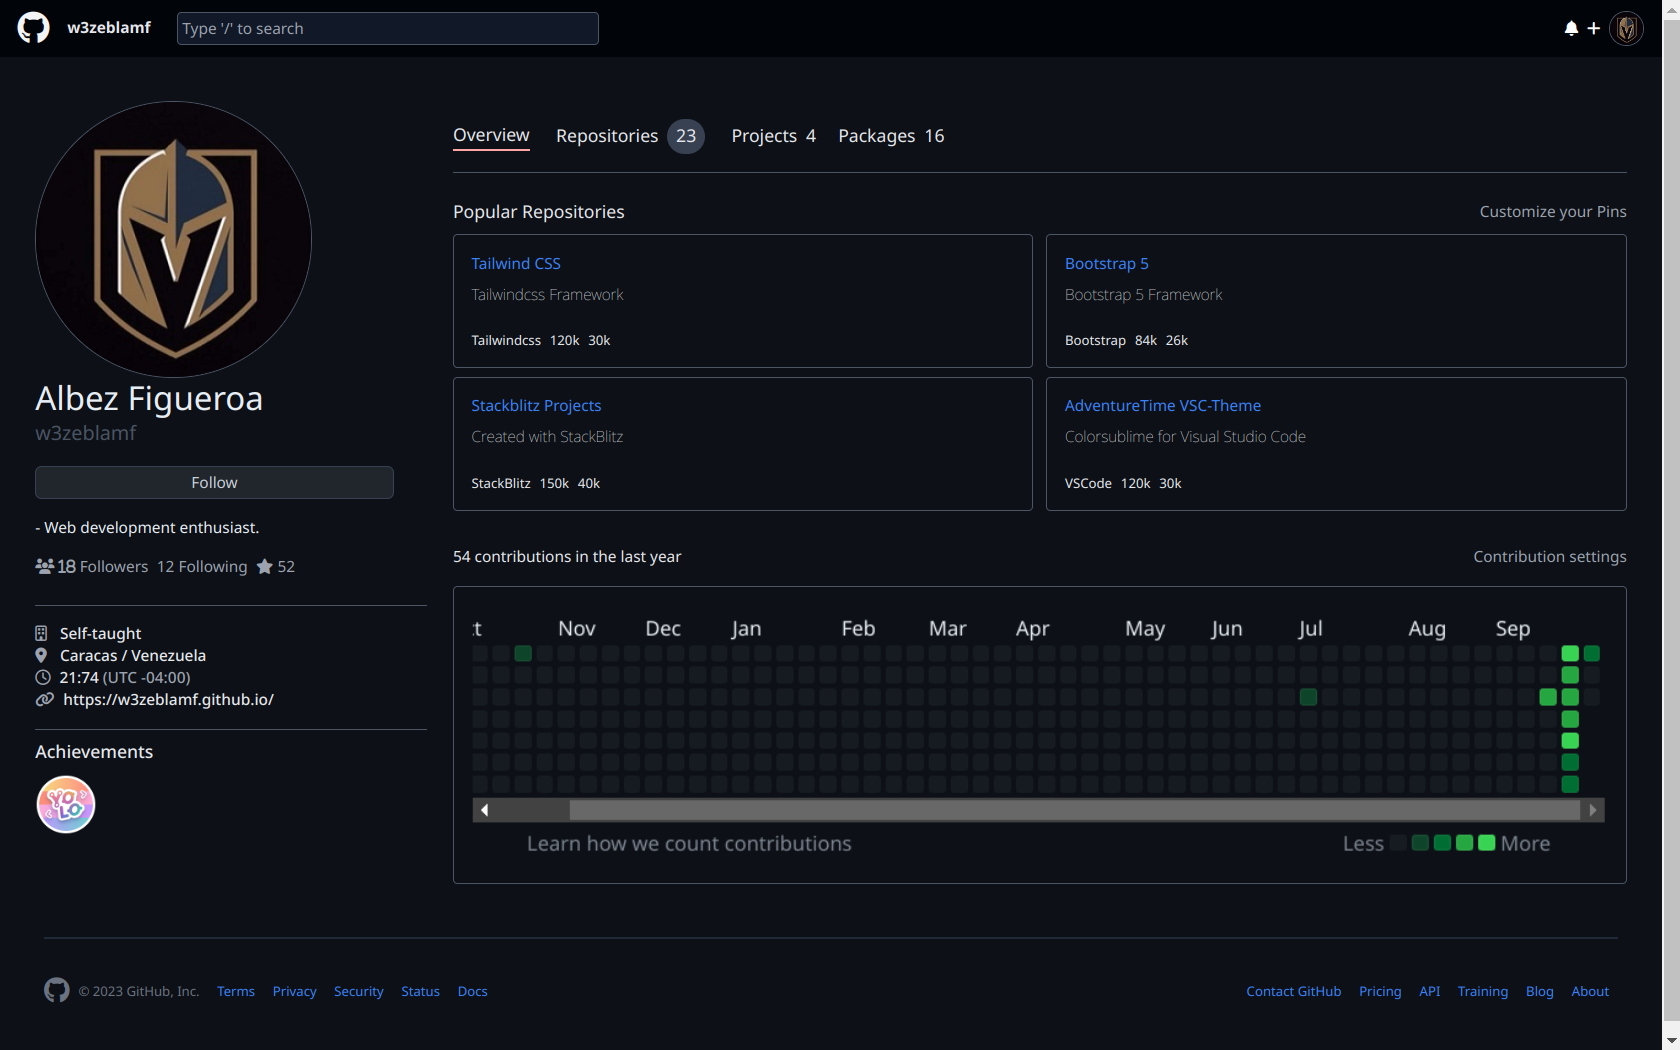 w3zeblamf
Type '/' to search
Overview Repositories 23 Projects 4 Packages 16
Popular Repositories
Customize your Pins
Tailwind CSS
Tailwindcss Framework
Tailwindcss 120k 30k
Bootstrap 5
Bootstrap 5 Framework
Bootstrap 84k 26k
Stackblitz Projects
Created with StackBlitz
StackBlitz 150k 40k
AdventureTime VSC-Theme
Colorsublime for Visual Studio Code
VSCode 120k 30k
Albez Figueroa
w3zeblamf
Follow
- Web development enthusiast.
18 Followers 12 Following 52
Self-taught
Caracas / Venezuela
21:74 (UTC -04:00)
https://w3zeblamf.github.io/
Achievements
YOLO
54 contributions in the last year
Contribution settings
Nov Dec Jan Feb Mar Apr May Jun Jul Aug Sep
Learn how we count contributions
Less More
© 2023 GitHub, Inc. Terms Privacy Security Status Docs
Contact GitHub Pricing API Training Blog About